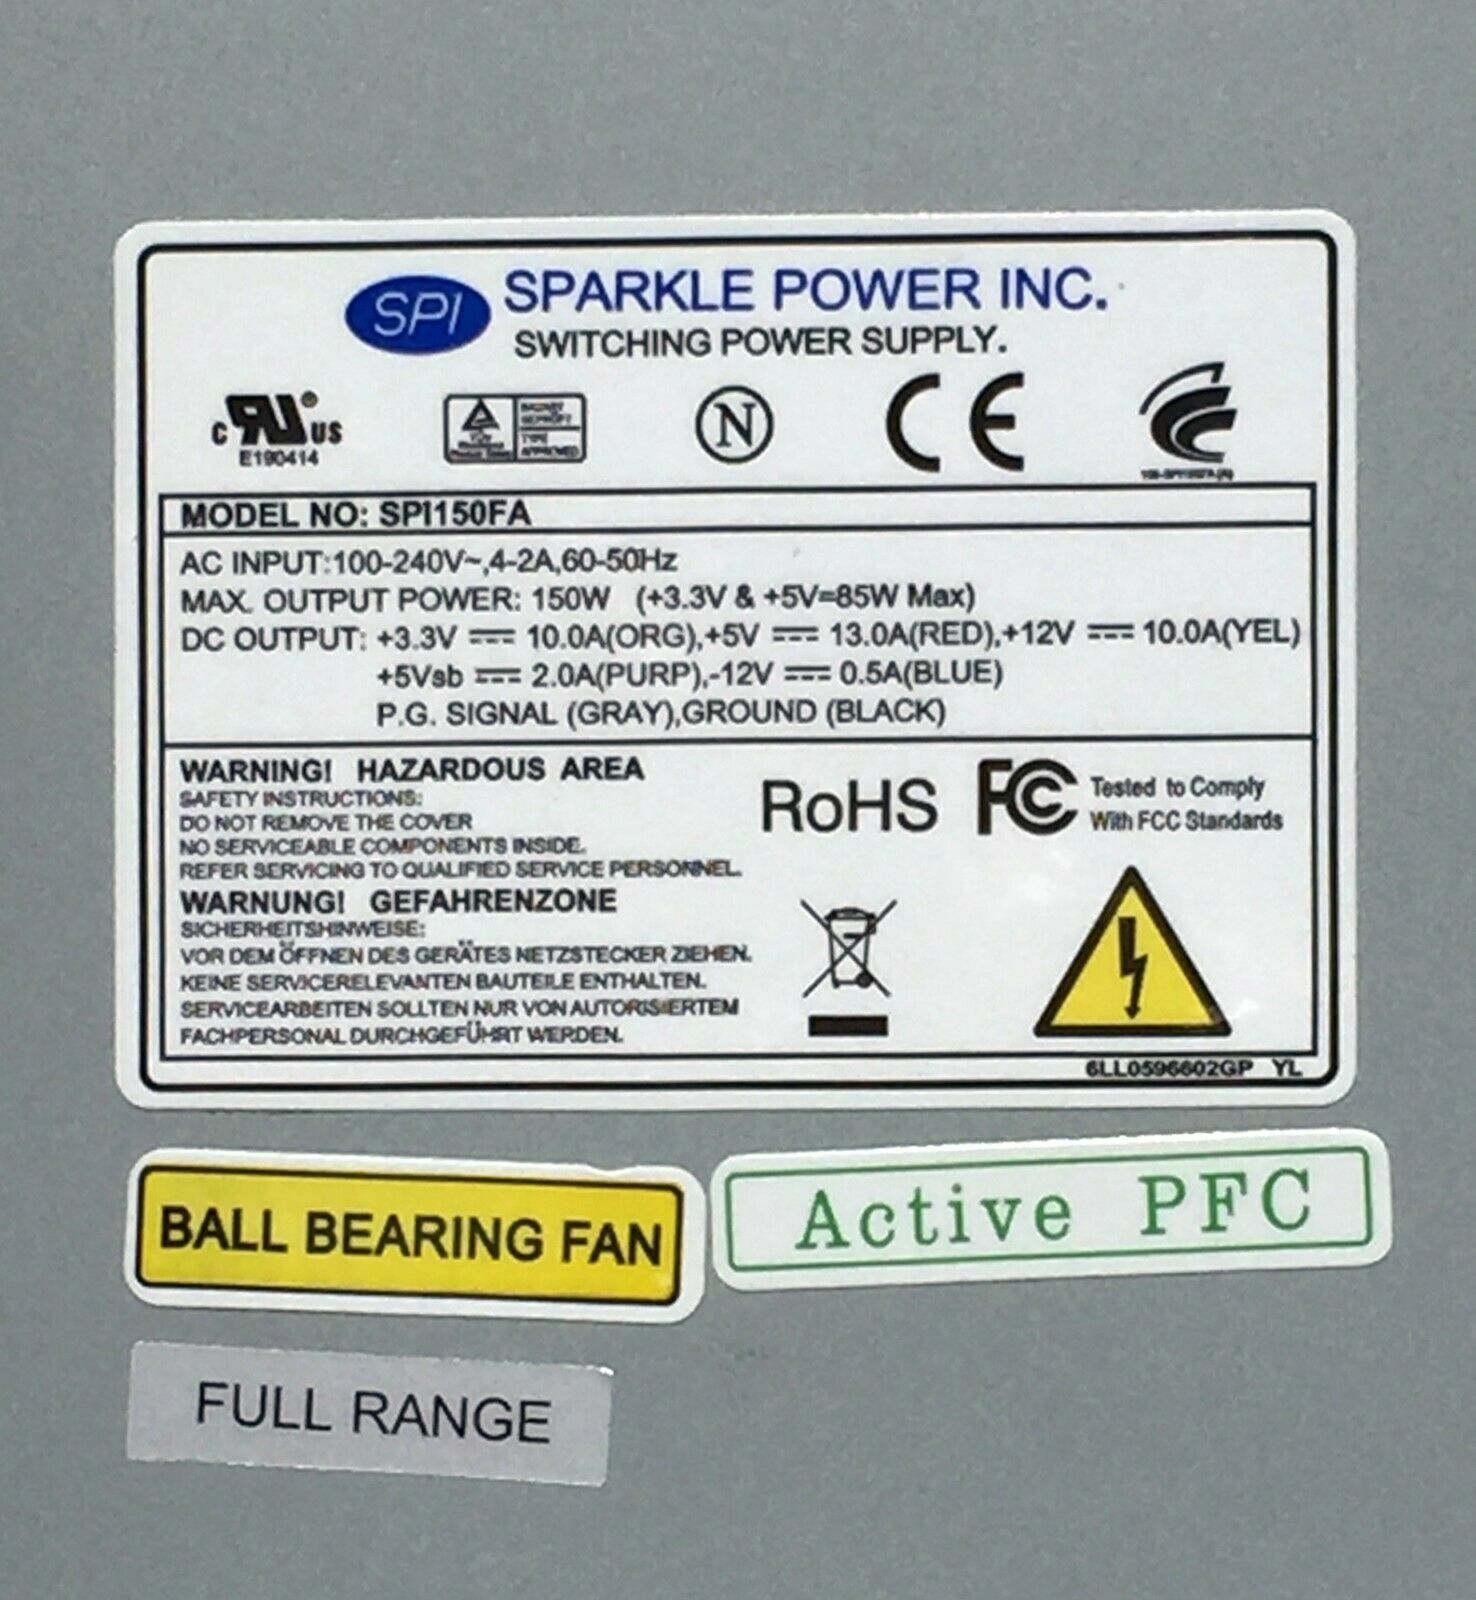 SPI SPARKLE POWER INC.
SWITCHING POWER SUPPLY.
c RU US
E190414
TYPE
APPROVED
N
CE
MODEL NO: SPI150FA
AC INPUT:100-240V~,4-2A,60-50Hz
MAX. OUTPUT POWER: 150W (+3.3V & +5V=85W Max)
DC OUTPUT: +3.3V ⎓ 10.0A(ORG),+5V ⎓ 13.0A(RED),+12V ⎓ 10.0A(YEL)
+5Vsb ⎓ 2.0A(PURP),-12V ⎓ 0.5A(BLUE)
P.G. SIGNAL (GRAY),GROUND (BLACK)
WARNING! HAZARDOUS AREA
SAFETY INSTRUCTIONS:
DO NOT REMOVE THE COVER
NO SERVICEABLE COMPONENTS INSIDE.
REFER SERVICING TO QUALIFIED SERVICE PERSONNEL.
WARNUNG! GEFAHRENZONE
SICHERHEITSHINWEISE:
VOR DEM ÖFFNEN DES GERÄTES NETZSTECKER ZIEHEN.
KEINE SERVICERELEVANTEN BAUTEILE ENTHALTEN.
SERVICEARBEITEN SOLLTEN NUR VON AUTORISIERTEM
FACHPERSONAL DURCHGEFÜHRT WERDEN.
RoHS
FC Tested to Comply
With FCC Standards
6LL0596602GP YL
BALL BEARING FAN
Active PFC
FULL RANGE